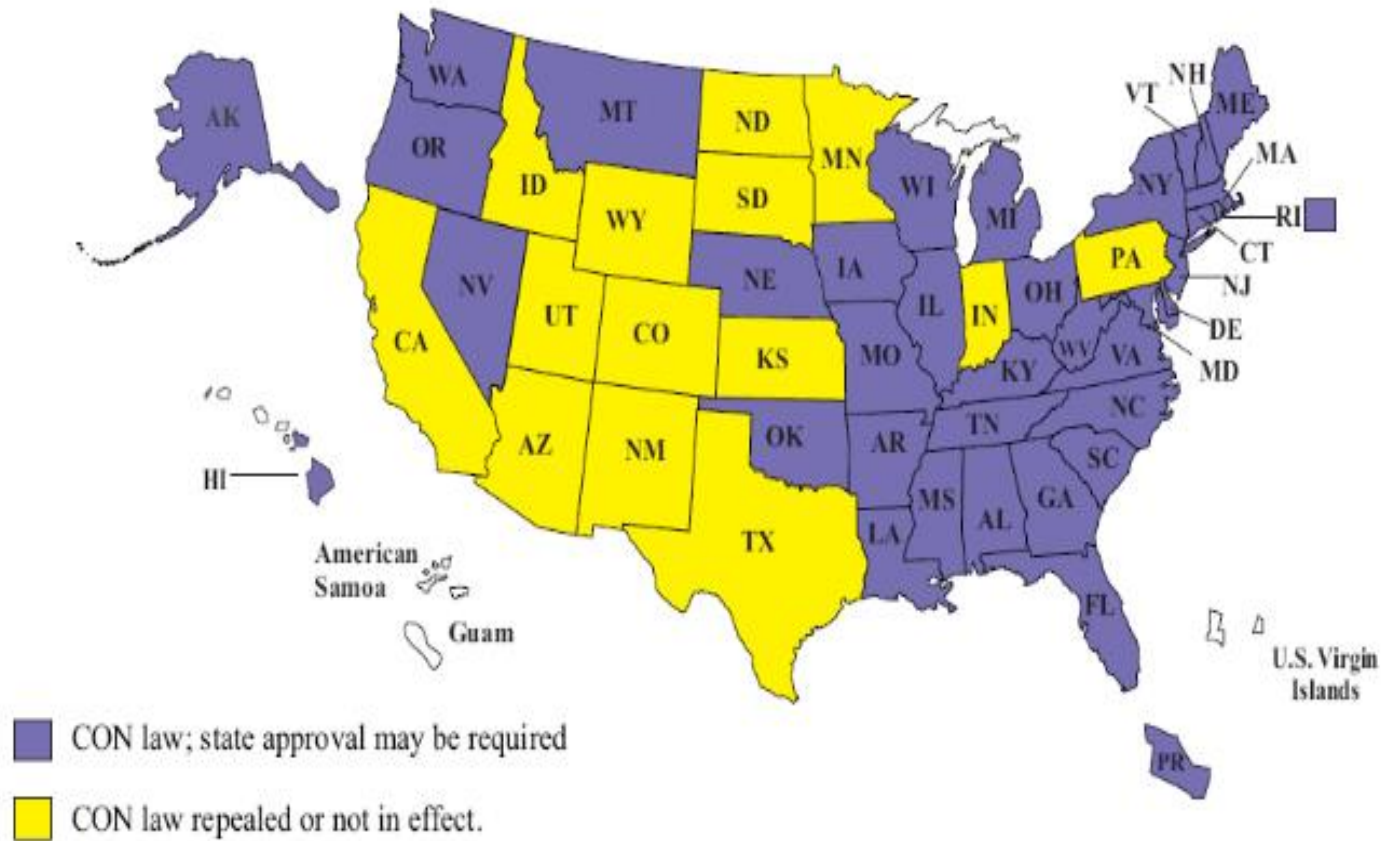 NH
VT
ME
WA
AK
MT
ND
MN
OR
MA
ID
WI
NY
SD
WY
MI
RI
CT
PA
IA
NE
NV
OH
NJ
IL
IN
UT
CO
DE
CA
WV
VA
KS
MO
KY
MD
NC
TN
OK
AR
AZ
NM
SC
HI
MS
GA
AL
LA
TX
American
Samoa
FL
Guam
U.S. Virgin
Islands
CON law; state approval may be required
PR
CON law repealed or not in effect.